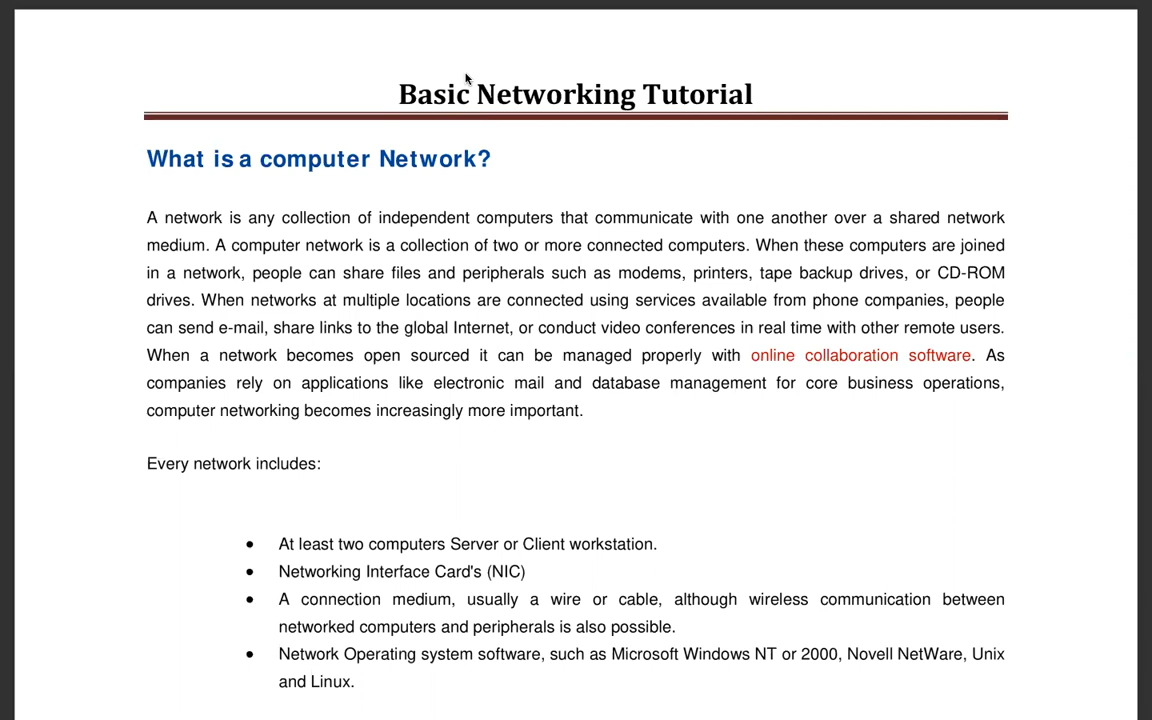 Basic Networking Tutorial
What is a computer Network?
A network is any collection of independent computers that communicate with one another over a shared network
medium. A computer network is a collection of two or more connected computers. When these computers are joined
in a network, people can share files and peripherals such as modems, printers, tape backup drives, or CD-ROM
drives. When networks at multiple locations are connected using services available from phone companies, people
can send e-mail, share links to the global Internet, or conduct video conferences in real time with other remote users.
When a network becomes open sourced it can be managed properly with online collaboration software. As
companies rely on applications like electronic mail and database management for core business operations,
computer networking becomes increasingly more important.
Every network includes:
• At least two computers Server or Client workstation.
• Networking Interface Card's (NIC)
• A connection medium, usually a wire or cable, although wireless communication between
networked computers and peripherals is also possible.
• Network Operating system software, such as Microsoft Windows NT or 2000, Novell NetWare, Unix
and Linux.